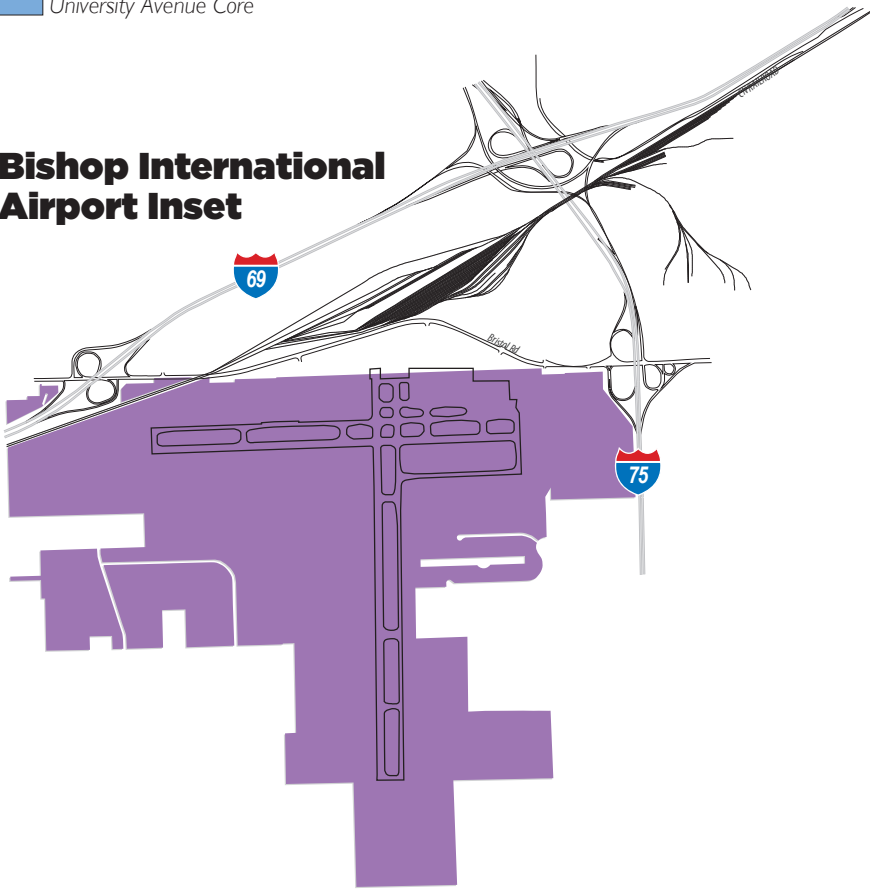 University Avenue Core
Bishop International
Airport Inset
69
Bristol Rd
75